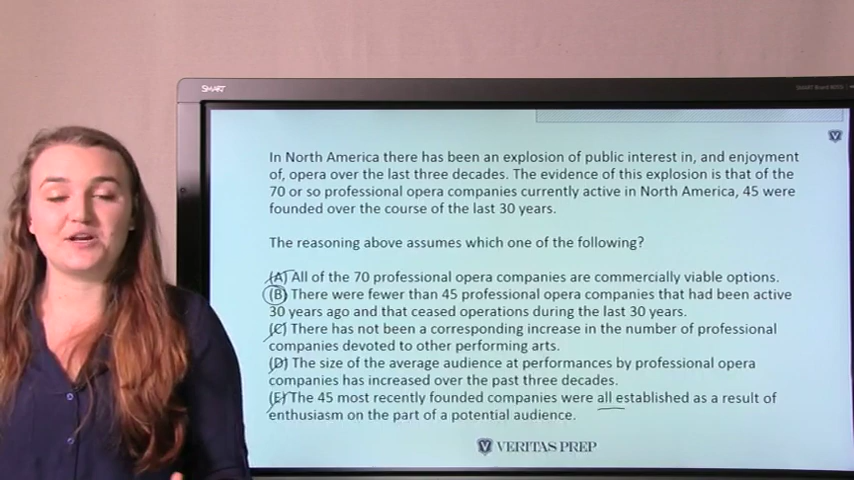 SMART
In North America there has been an explosion of public interest in, and enjoyment
of, opera over the last three decades. The evidence of this explosion is that of the
70 or so professional opera companies currently active in North America, 45 were
founded over the course of the last 30 years.
The reasoning above assumes which one of the following?
(A) All of the 70 professional opera companies are commercially viable options.
(B) There were fewer than 45 professional opera companies that had been active
30 years ago and that ceased operations during the last 30 years.
(C) There has not been a corresponding increase in the number of professional
companies devoted to other performing arts.
(D) The size of the average audience at performances by professional opera
companies has increased over the past three decades.
(E) The 45 most recently founded companies were all established as a result of
enthusiasm on the part of a potential audience.
VERITAS PREP